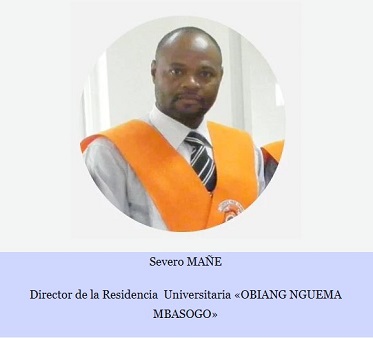 Severo MAÑE
Director de la Residencia Universitaria «OBIANG NGUEMA
MBASOGO»